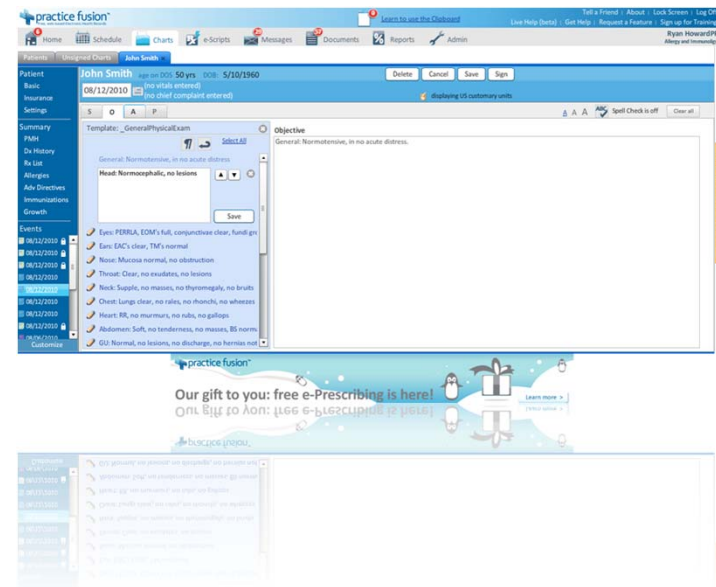 practice fusion
Tell a Friend | About | Lock Screen | Log Off
Learn to use the Clipboard
Live Help (beta) | Get Help | Request a Feature | Sign up for Training
Home Schedule Charts e-Scripts Messages Documents Reports Admin
Ryan HowardP
Allergy and Immunolog
Patients Unsigned Charts John Smith
Patient
Basic
Insurance
Settings
Summary
PMH
Dx History
Rx List
Allergies
Adv Directives
Immunizations
Growth
Events
08/12/2010
08/12/2010
08/12/2010
08/12/2010
08/12/2010
08/12/2010
08/12/2010
08/12/2010
08/06/2010
Customize
John Smith age on DOS 50 yrs DOB: 5/10/1960
Delete Cancel Save Sign
08/12/2010 (no vitals entered)
(no chief complaint entered)
displaying US customary units
S O A P
A A A ABC Spell Check is off Clear all
Template: _GeneralPhysicalExam
Select All
General: Normotensive, in no acute distress
Head: Normocephalic, no lesions
Save
Eyes: PERRLA, EOM's full, conjunctivae clear, fundi gr
Ears: EAC's clear, TM's normal
Nose: Mucosa normal, no obstruction
Throat: Clear, no exudates, no lesions
Neck: Supple, no masses, no thyromegaly, no bruits
Chest: Lungs clear, no rales, no rhonchi, no wheezes
Heart: RR, no murmurs, no rubs, no gallops
Abdomen: Soft, no tenderness, no masses, BS norm
GU: Normal, no lesions, no discharge, no hernias not
Objective
General: Normotensive, in no acute distress.
practice fusion
Our gift to you: free e-Prescribing is here!
Learn more >